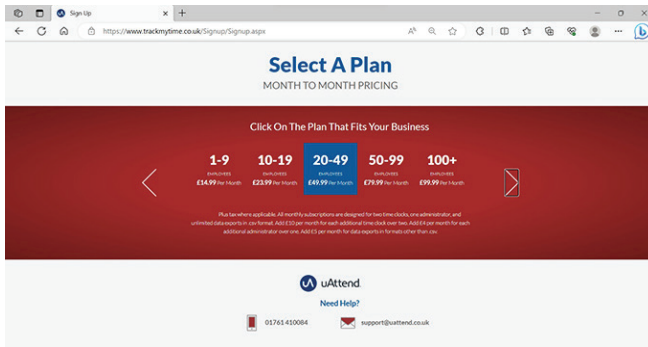 Sign Up
https://www.trackmytime.co.uk/Signup/Signup.aspx
Select A Plan
MONTH TO MONTH PRICING
Click On The Plan That Fits Your Business
1-9 10-19 20-49 50-99 100+
EMPLOYEES EMPLOYEES EMPLOYEES EMPLOYEES EMPLOYEES
£14.99 Per Month £23.99 Per Month £49.99 Per Month £79.99 Per Month £99.99 Per Month
Plus tax where applicable. All monthly subscriptions are designed for two time clocks, one administrator, and
unlimited data exports in .csv format. Add £10 per month for each additional time clock over two. Add £4 per month for each
additional administrator over one. Add £5 per month for data exports in formats other than .csv
uAttend
Need Help?
01761 410084 support@uattend.co.uk